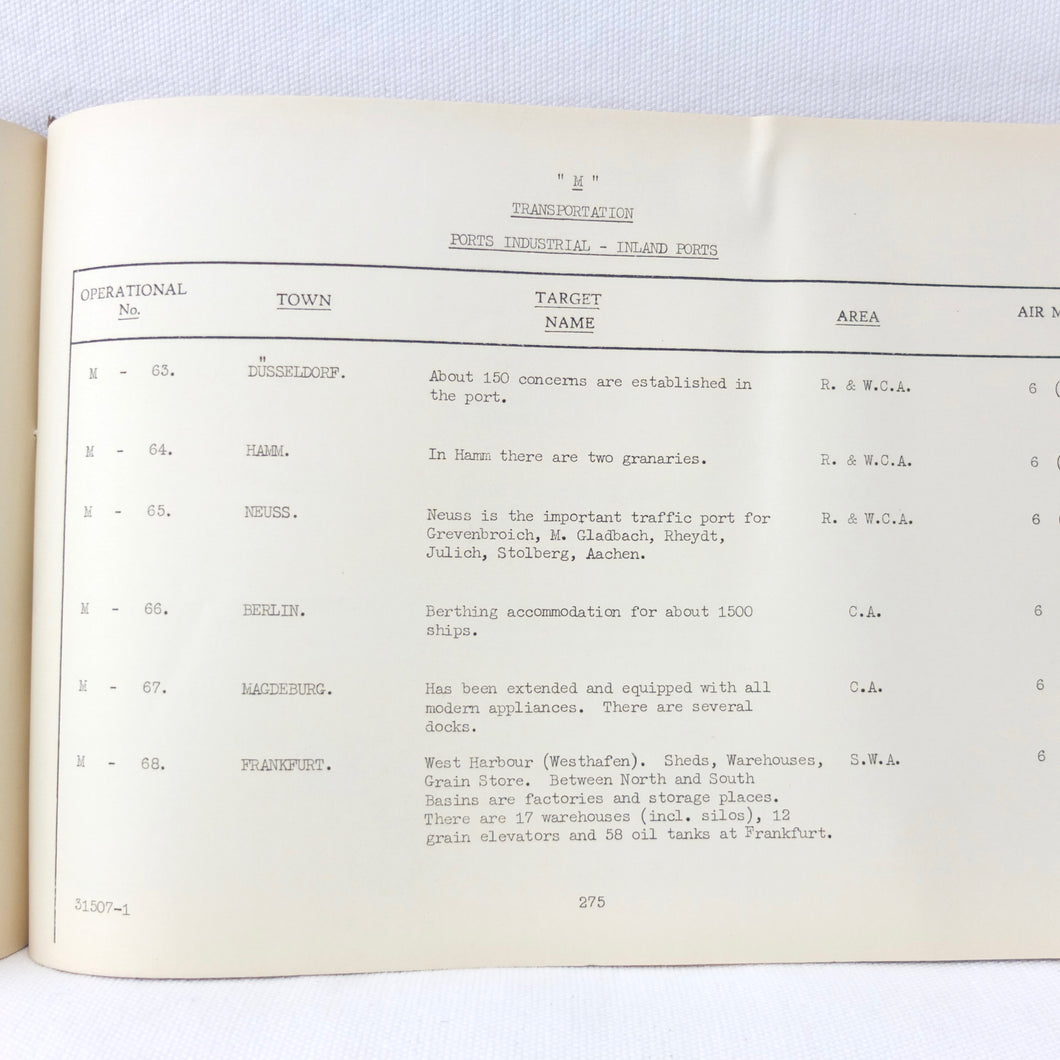 " M "
TRANSPORTATION
PORTS INDUSTRIAL - INLAND PORTS
OPERATIONAL No. TOWN TARGET NAME AREA AIR M
M - 63. DÜSSELDORF. About 150 concerns are established in R. & W.C.A. 6 (
the port.
M - 64. HAMM. In Hamm there are two granaries. R. & W.C.A. 6 (
M - 65. NEUSS. Neuss is the important traffic port for R. & W.C.A. 6 (
Grevenbroich, M. Gladbach, Rheydt,
Julich, Stolberg, Aachen.
M - 66. BERLIN. Berthing accommodation for about 1500 C.A. 6
ships.
M - 67. MAGDEBURG. Has been extended and equipped with all C.A. 6
modern appliances. There are several
docks.
M - 68. FRANKFURT. West Harbour (Westhafen). Sheds, Warehouses, S.W.A. 6
Grain Store. Between North and South
Basins are factories and storage places.
There are 17 warehouses (incl. silos), 12
grain elevators and 58 oil tanks at Frankfurt.
31507-1 275